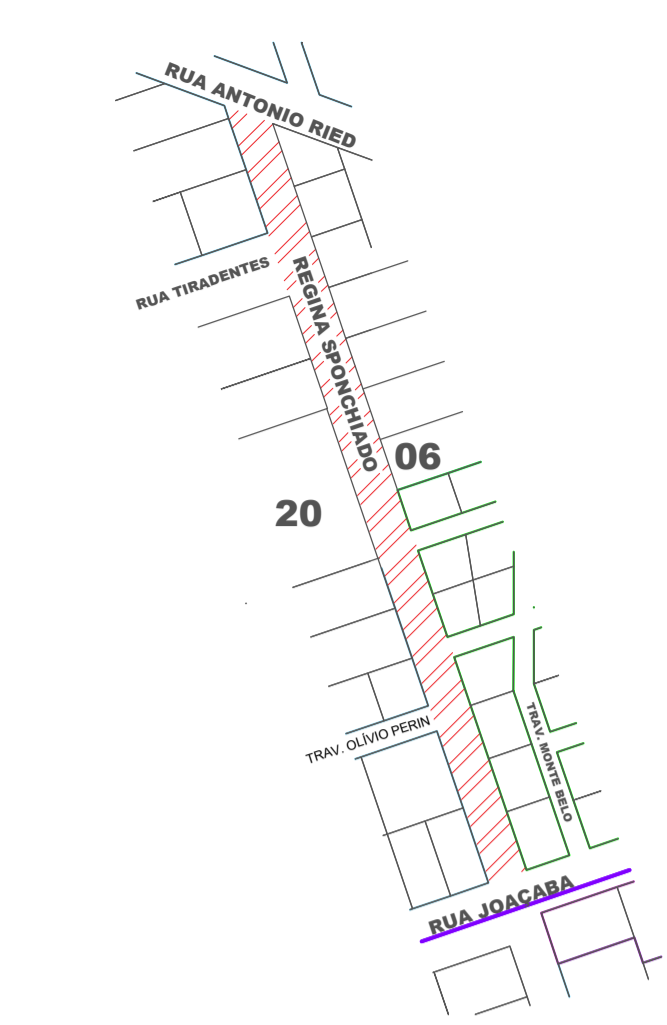 RUA ANTONIO RIED
RUA TIRADENTES
REGINA SPONCHIADO
06
20
TRAV. OLÍVIO PERIN
TRAV. MONTE BELO
RUA JOAÇABA